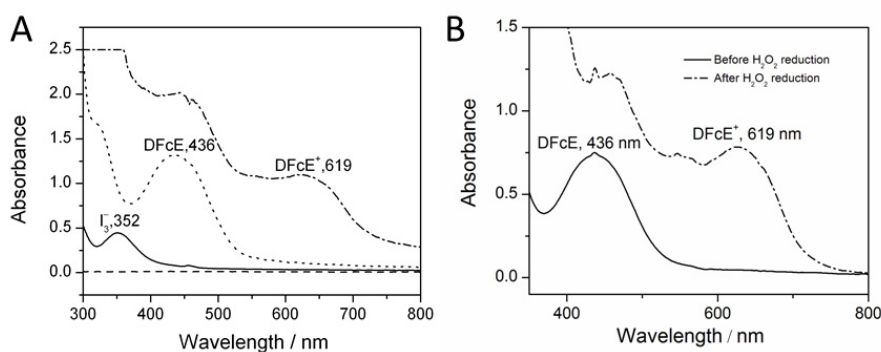 A
2.5
2.0
1.5
1.0
0.5
0.0
Absorbance
DFcE,436
DFcE⁺,619
I₃⁻,352
300 400 500 600 700 800
Wavelength / nm
B
1.5
1.0
0.5
0.0
Absorbance
Before H₂O₂ reduction
After H₂O₂ reduction
DFcE, 436 nm
DFcE⁺, 619 nm
400 600 800
Wavelength / nm